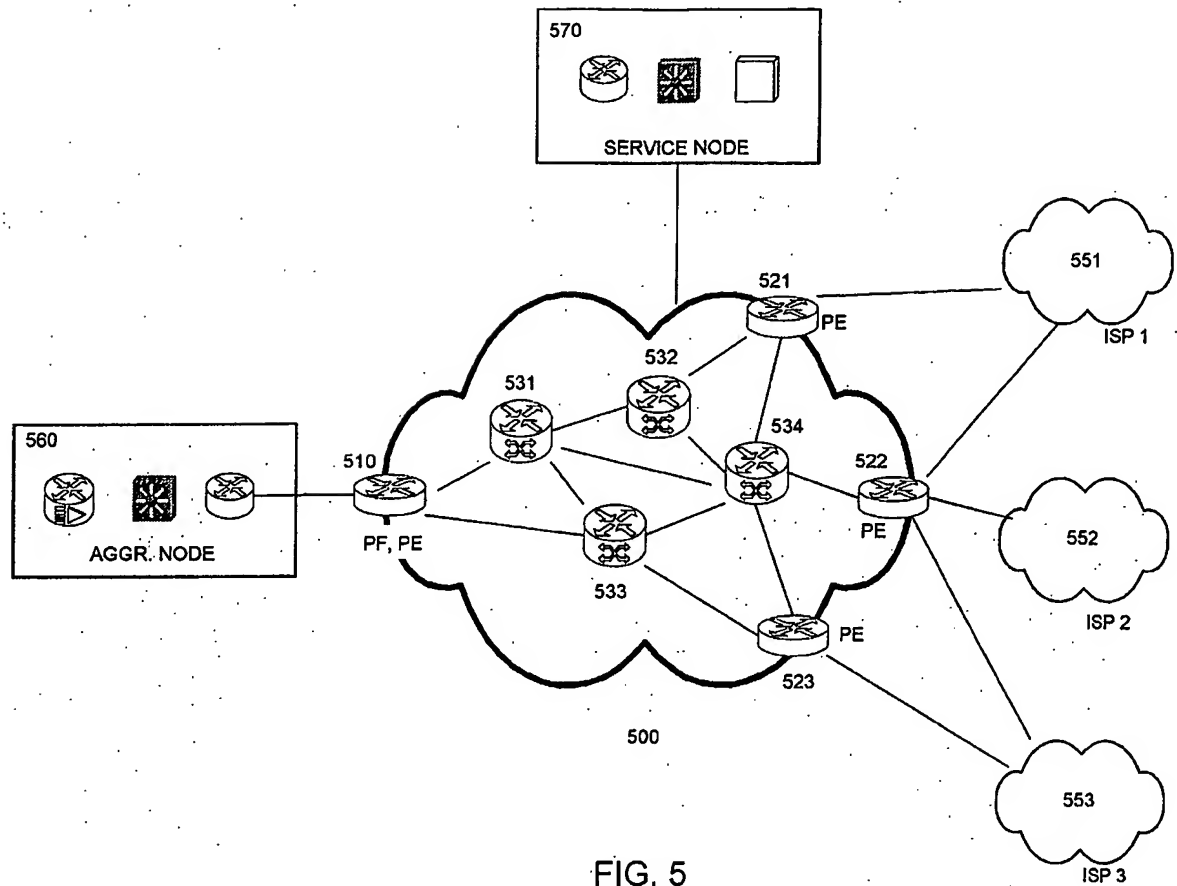 570
SERVICE NODE
521
PE
551
ISP 1
532
531
534
560
510
522
AGGR. NODE
PF, PE
PE
552
533
PE
ISP 2
523
500
553
FIG. 5
ISP 3